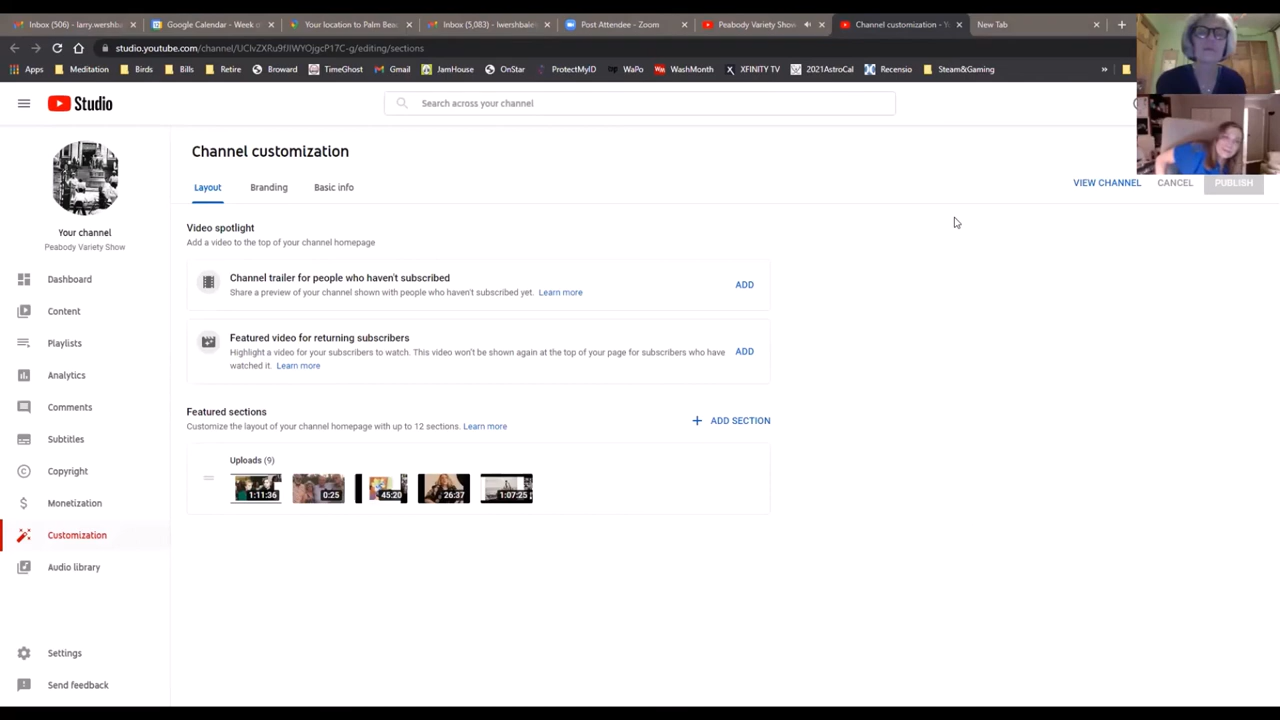 Inbox (506) - larry.wershb
Google Calendar - Week o
Your location to Palm Bea
Inbox (5,083) - lwershbale
Post Attendee - Zoom
Peabody Variety Show
Channel customization - Y
New Tab
studio.youtube.com/channel/UCIvZXRu9fJIWYOjgcP17C-g/editing/sections
Apps
Meditation
Birds
Bills
Retire
Broward
TimeGhost
Gmail
JamHouse
OnStar
ProtectMyID
WaPo
WashMonth
XFINITY TV
2021AstroCal
Recensio
Steam&Gaming
Studio
Search across your channel
Channel customization
Layout
Branding
Basic info
VIEW CHANNEL
CANCEL
PUBLISH
Your channel
Peabody Variety Show
Dashboard
Content
Playlists
Analytics
Comments
Subtitles
Copyright
Monetization
Customization
Audio library
Settings
Send feedback
Video spotlight
Add a video to the top of your channel homepage
Channel trailer for people who haven't subscribed
Share a preview of your channel shown with people who haven't subscribed yet. Learn more
ADD
Featured video for returning subscribers
Highlight a video for your subscribers to watch. This video won't be shown again at the top of your page for subscribers who have
watched it. Learn more
ADD
Featured sections
Customize the layout of your channel homepage with up to 12 sections. Learn more
+ ADD SECTION
Uploads (9)
1:11:36
0:25
45:20
26:37
1:07:25